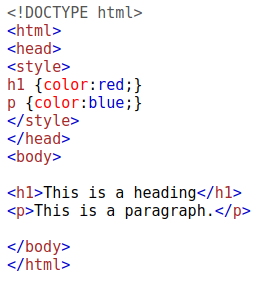 <!DOCTYPE html>
<html>
<head>
<style>
h1 {color:red;}
p {color:blue;}
</style>
</head>
<body>

<h1>This is a heading</h1>
<p>This is a paragraph.</p>

</body>
</html>